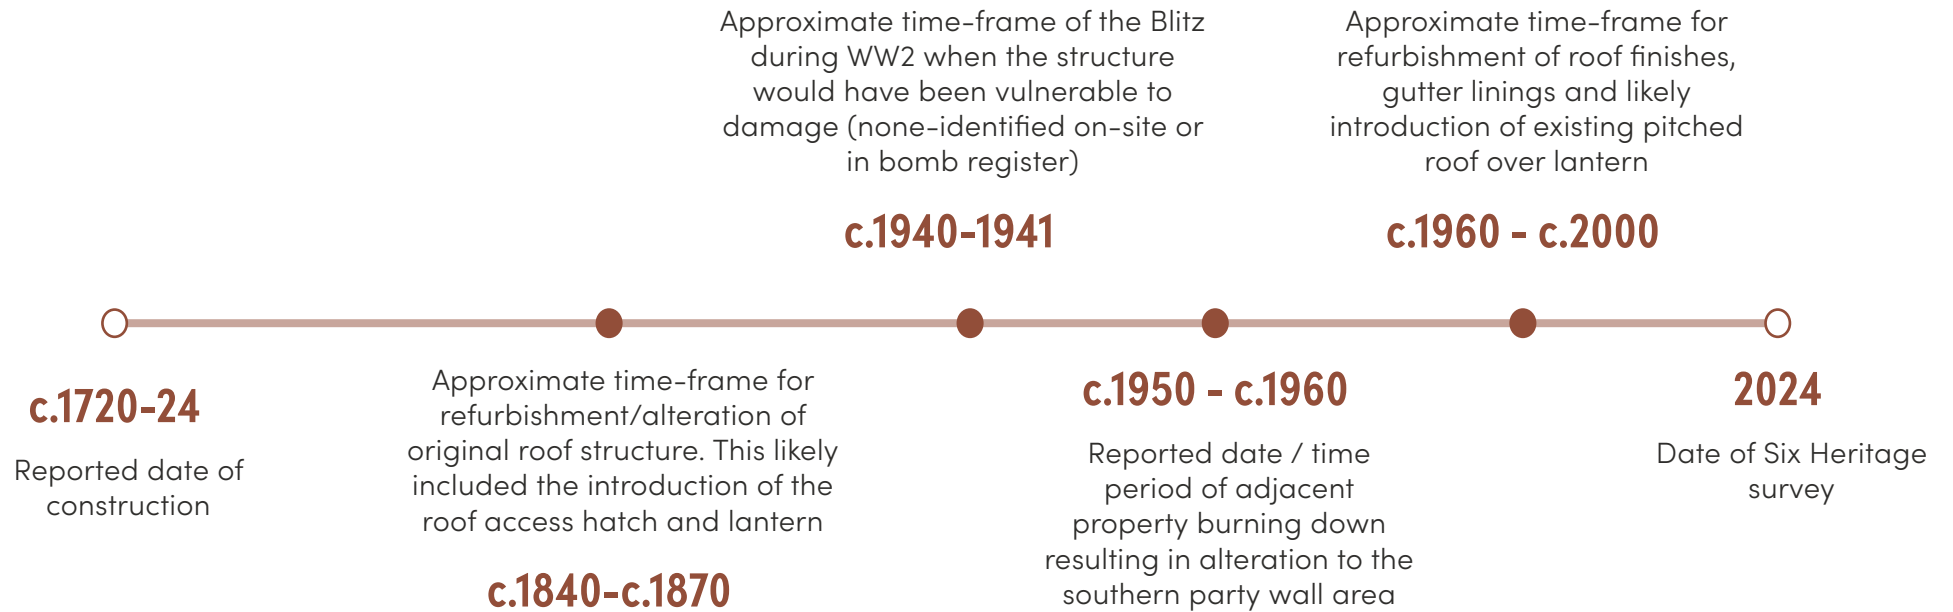 Approximate time-frame of the Blitz
during WW2 when the structure
would have been vulnerable to
damage (none-identified on-site or
in bomb register)
c.1940-1941
Approximate time-frame for
refurbishment of roof finishes,
gutter linings and likely
introduction of existing pitched
roof over lantern
c.1960 - c.2000
c.1720-24
Reported date of
construction
Approximate time-frame for
refurbishment/alteration of
original roof structure. This likely
included the introduction of the
roof access hatch and lantern
c.1840-c.1870
c.1950 - c.1960
Reported date / time
period of adjacent
property burning down
resulting in alteration to the
southern party wall area
2024
Date of Six Heritage
survey